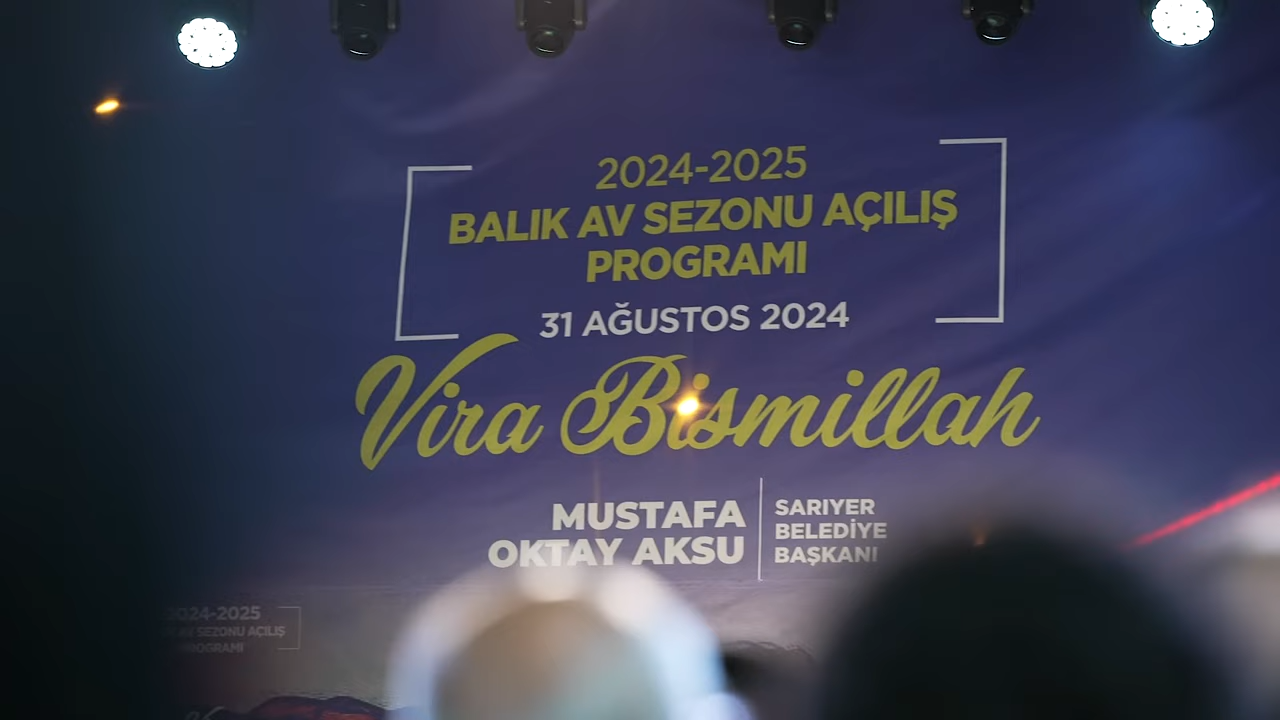 2024-2025
BALIK AV SEZONU AÇILIŞ
PROGRAMI
31 AĞUSTOS 2024
Vira Bismillah
MUSTAFA
OKTAY AKSU
SARIYER
BELEDİYE
BAŞKANI
2024-2025
AV SEZONU AÇILIŞ
PROGRAMI